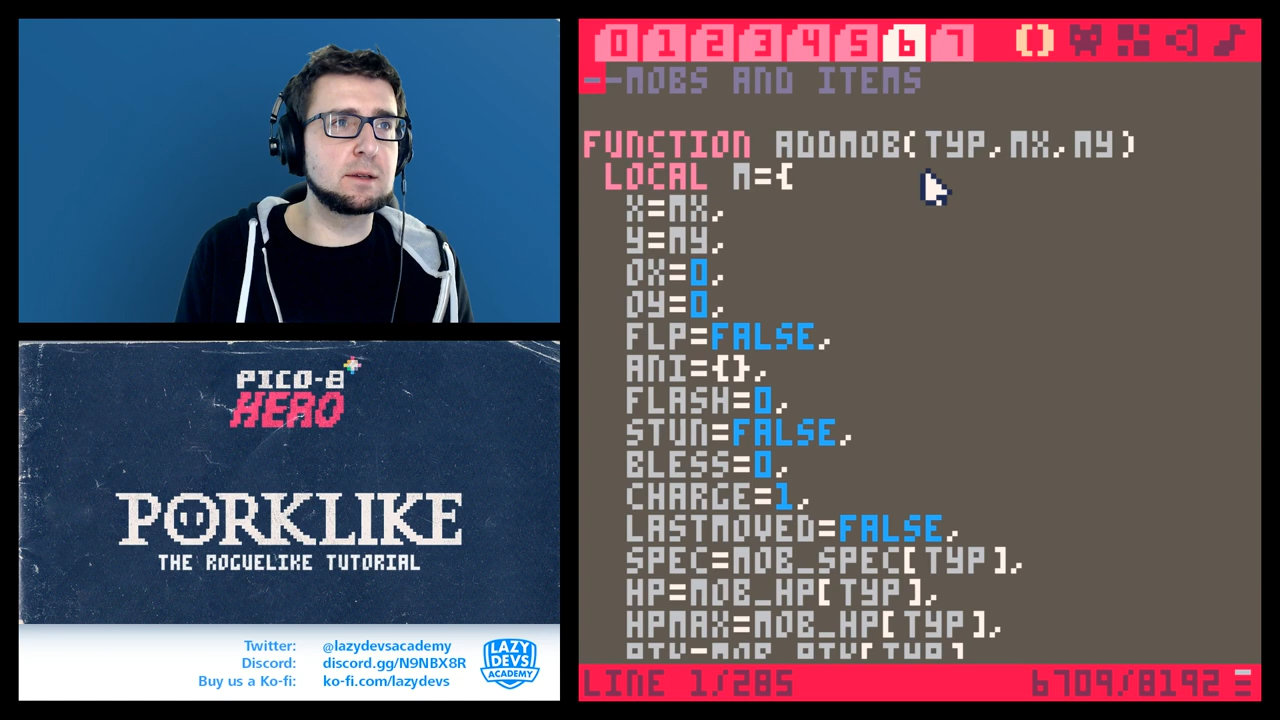 PICO-8
HERO
PORKLIKE
THE ROGUELIKE TUTORIAL
Twitter: @lazydevsacademy
Discord: discord.gg/N9NBX8R
Buy us a Ko-fi: ko-fi.com/lazydevs
LAZY
DEVS
ACADEMY
0 1 2 3 4 5 6 7
--MOBS AND ITEMS
FUNCTION ADDMOB(TYP,MX,MY)
LOCAL M={
X=MX,
Y=MY,
OX=0,
OY=0,
FLP=FALSE,
ANI={},
FLASH=0,
STUN=FALSE,
BLESS=0,
CHARGE=1,
LASTMOVED=FALSE,
SPEC=MOB_SPEC[TYP],
HP=MOB_HP[TYP],
HPMAX=MOB_HP[TYP],
LINE 1/285
6709/8192